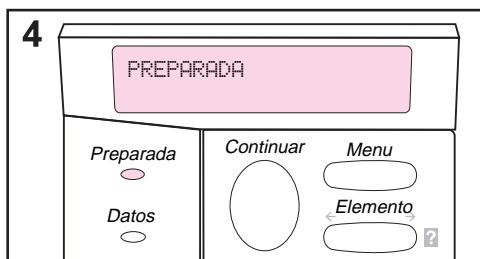 4
PREPARADA
Preparada
Continuar
Menu
Datos
Elemento
?